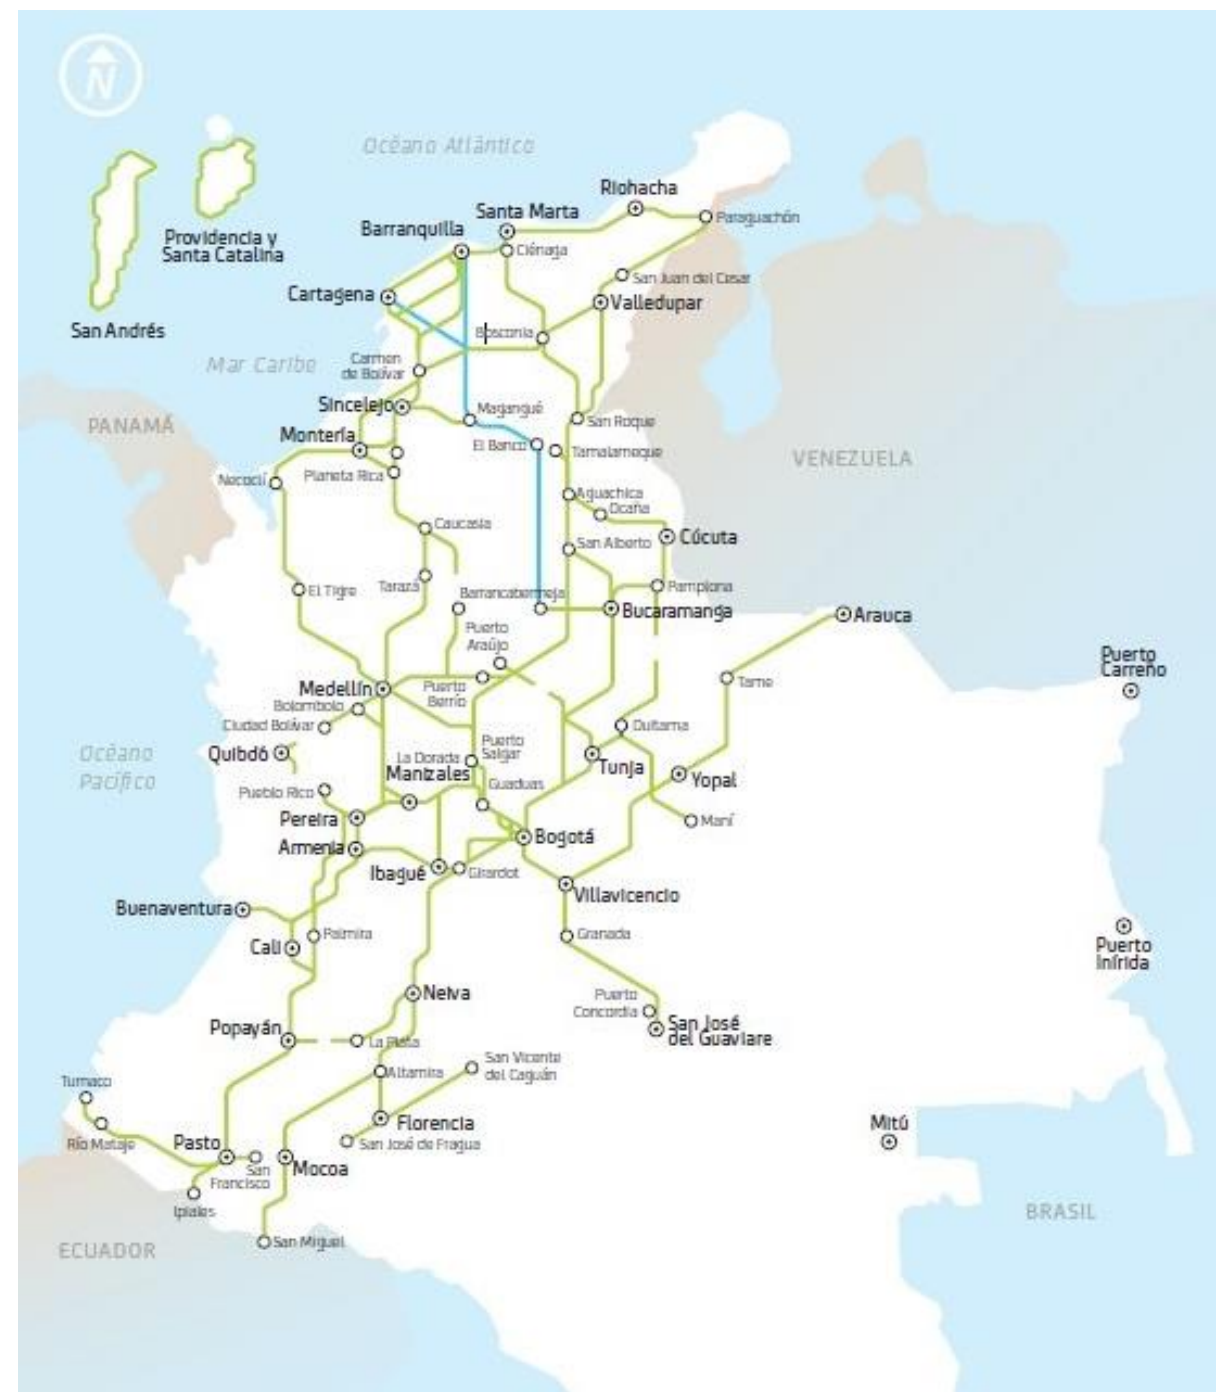 N
Océano Atlántico
Riohacha
Santa Marta
Paraguachón
Barranquilla
Providencia y
Santa Catalina
Ciénaga
San Juan del Cesar
Cartagena
Valledupar
San Andrés
Bosconia
Mar Caribe
Carmen
de Bolívar
Sincelejo
Magangué
San Roque
PANAMÁ
Montería
El Banco
Tamalameque
VENEZUELA
Necoclí
Planeta Rica
Aguachica
Ocaña
Caucasia
Cúcuta
San Alberto
El Tigre
Tarazá
Barrancabermeja
Pamplona
Bucaramanga
Arauca
Puerto
Araújo
Puerto
Carreño
Medellín
Puerto
Berrío
Tame
Bolombolo
Ciudad Bolívar
Duitama
Océano
Pacífico
Quibdó
La Dorada
Puerto
Salgar
Manizales
Tunja
Yopal
Guaduas
Pueblo Rico
Pereira
Maní
Bogotá
Armenia
Ibagué
Girardot
Villavicencio
Buenaventura
Palmira
Granada
Cali
Puerto
Inírida
Neiva
Puerto
Concordia
San José
del Guaviare
Popayán
La Plata
San Vicente
del Caguán
Altamira
Tumaco
Florencia
Mitú
Río Mataje
Pasto
San José de Fragua
San
Francisco
Mocoa
Ipiales
BRASIL
San Miguel
ECUADOR